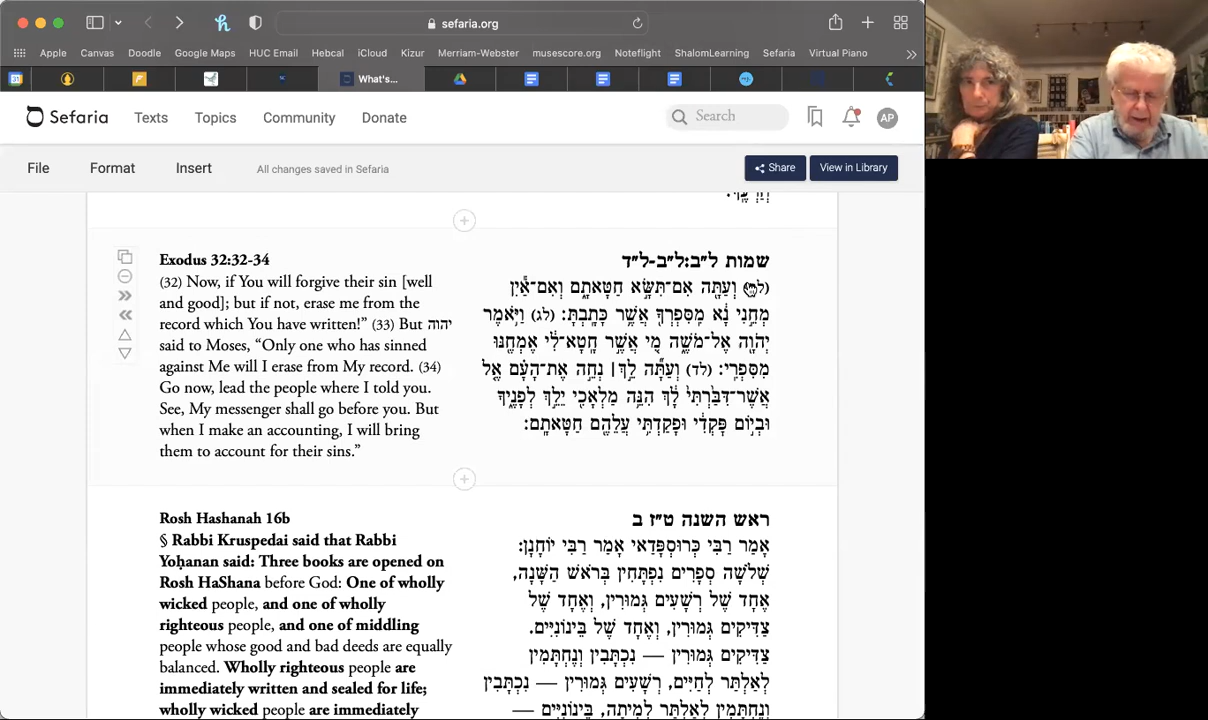 sefaria.org
Apple Canvas Doodle Google Maps HUC Email Hebcal iCloud Kizur Merriam-Webster musescore.org Noteflight ShalomLearning Sefaria Virtual Piano
What's...
Sefaria Texts Topics Community Donate Search AP
File Format Insert All changes saved in Sefaria Share View in Library
Exodus 32:32-34
(32) Now, if You will forgive their sin [well
and good]; but if not, erase me from the
record which You have written!” (33) But יהוה
said to Moses, “Only one who has sinned
against Me will I erase from My record. (34)
Go now, lead the people where I told you.
See, My messenger shall go before you. But
when I make an accounting, I will bring
them to account for their sins.”
שמות ל״ב:ל״ב-ל״ד
וְעַתָּ֖ה אִם־תִּשָּׂ֣א חַטָּאתָ֑ם וְאִם־אַ֕יִן
מְחֵ֣נִי נָ֔א מִֽסִּפְרְךָ֖ אֲשֶׁ֥ר כָּתָֽבְתָּ׃ (לג) וַיֹּ֥אמֶר
יְהֹוָ֖ה אֶל־מֹשֶׁ֑ה מִ֚י אֲשֶׁ֣ר חָֽטָא־לִ֔י אֶמְחֶ֖נּוּ
מִסִּפְרִֽי׃ (לד) וְעַתָּ֞ה לֵ֣ךְ ׀ נְחֵ֣ה אֶת־הָעָ֗ם אֶ֤ל
אֲשֶׁר־דִּבַּ֙רְתִּי֙ לָ֔ךְ הִנֵּ֥ה מַלְאָכִ֖י יֵלֵ֣ךְ לְפָנֶ֑יךָ
וּבְי֣וֹם פׇּקְדִ֔י וּפָקַדְתִּ֥י עֲלֵהֶ֖ם חַטָּאתָֽם׃
Rosh Hashanah 16b
§ Rabbi Kruspedai said that Rabbi
Yoḥanan said: Three books are opened on
Rosh HaShana before God: One of wholly
wicked people, and one of wholly
righteous people, and one of middling
people whose good and bad deeds are equally
balanced. Wholly righteous people are
immediately written and sealed for life;
wholly wicked people are immediately
ראש השנה ט״ז ב
אָמַר רַבִּי כְּרוּסְפָּדַאי אָמַר רַבִּי יוֹחָנָן:
שְׁלֹשָׁה סְפָרִים נִפְתָּחִין בְּרֹאשׁ הַשָּׁנָה,
אֶחָד שֶׁל רְשָׁעִים גְּמוּרִין, וְאֶחָד שֶׁל
צַדִּיקִים גְּמוּרִין, וְאֶחָד שֶׁל בֵּינוֹנִיִּים.
צַדִּיקִים גְּמוּרִין — נִכְתָּבִין וְנֶחְתָּמִין
לְאַלְתַּר לְחַיִּים, רְשָׁעִים גְּמוּרִין — נִכְתָּבִין
וְנֶחְתָּמִין לְאַלְתַּר לְמִיתָה, בֵּינוֹנִיִּים —